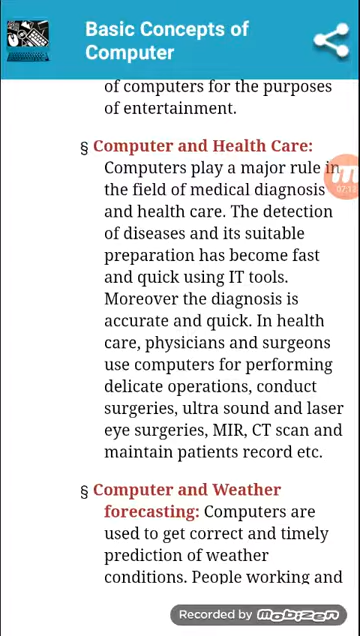 Basic Concepts of
Computer
of computers for the purposes
of entertainment.
§ Computer and Health Care:
Computers play a major rule in
the field of medical diagnosis
and health care. The detection
of diseases and its suitable
preparation has become fast
and quick using IT tools.
Moreover the diagnosis is
accurate and quick. In health
care, physicians and surgeons
use computers for performing
delicate operations, conduct
surgeries, ultra sound and laser
eye surgeries, MIR, CT scan and
maintain patients record etc.
§ Computer and Weather
forecasting: Computers are
used to get correct and timely
prediction of weather
conditions. People working and
Recorded by mobizen